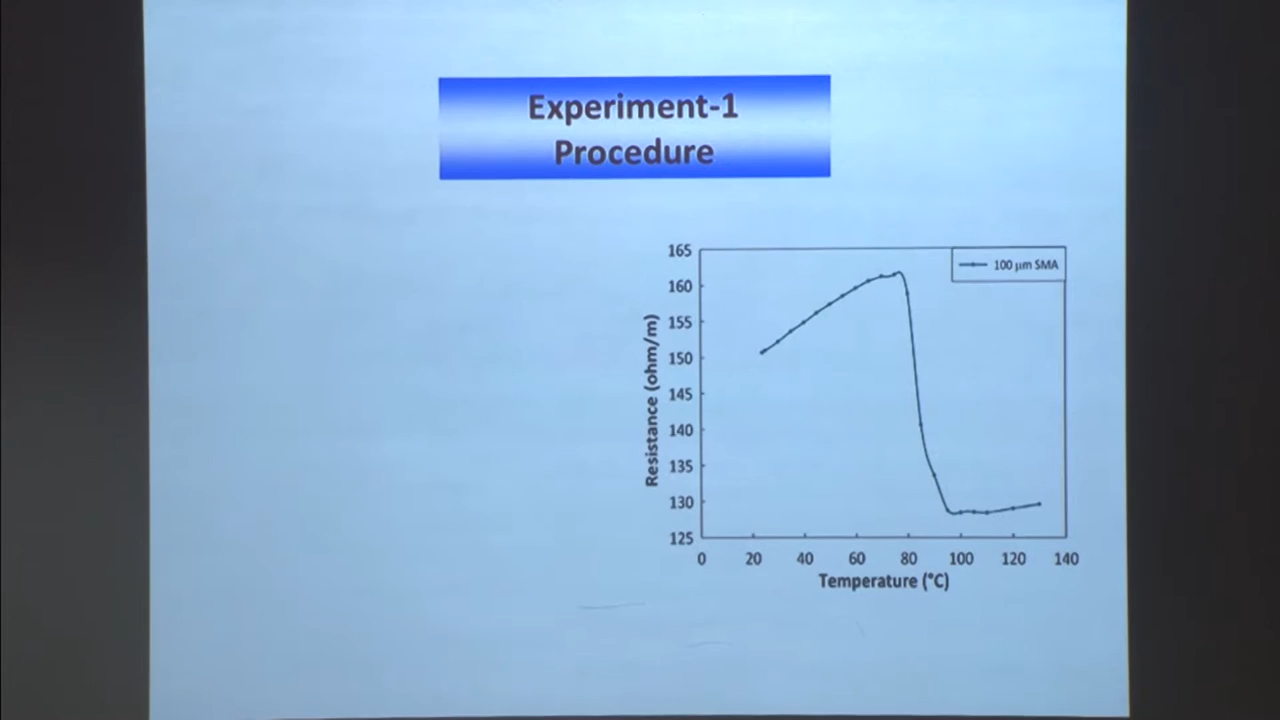 Experiment-1
Procedure
165
160
155
150
145
140
135
130
125
Resistance (ohm/m)
100 µm SMA
0 20 40 60 80 100 120 140
Temperature (°C)